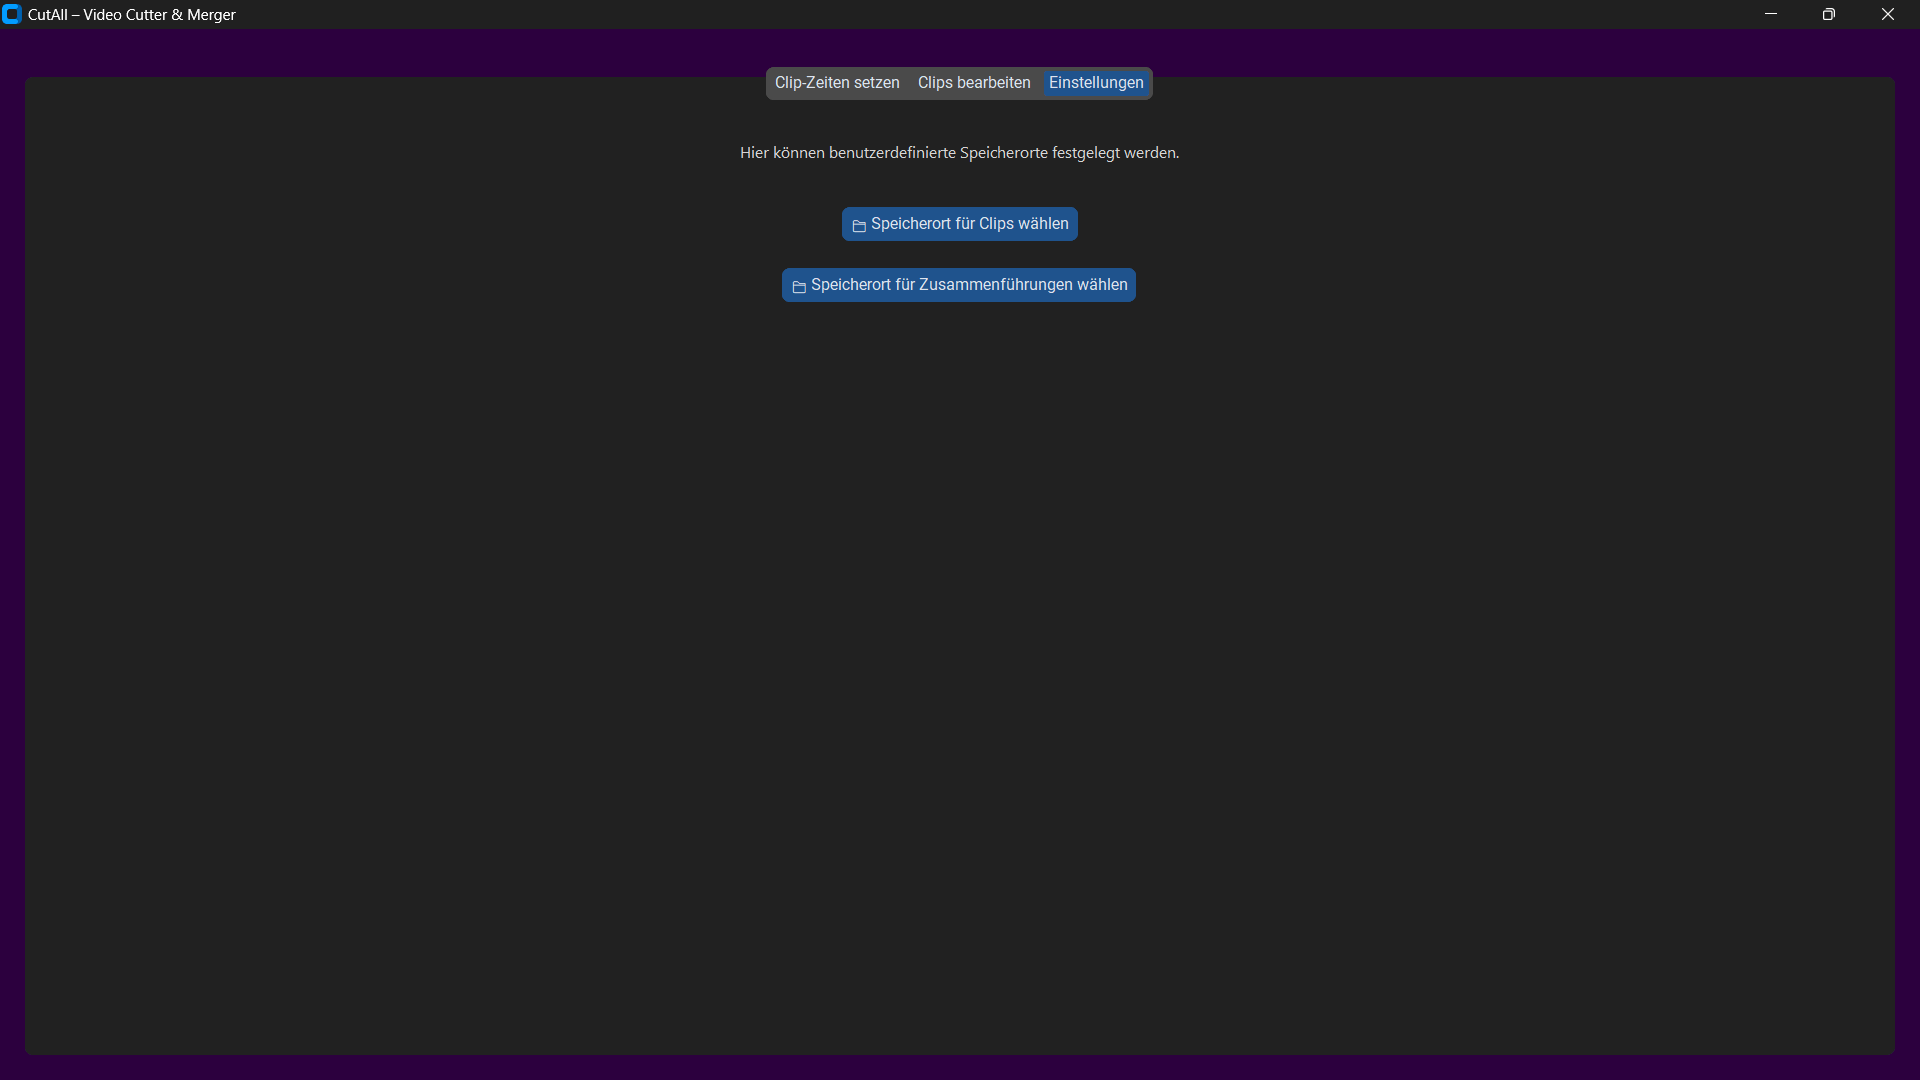 CutAll – Video Cutter & Merger
Clip-Zeiten setzen Clips bearbeiten Einstellungen
Hier können benutzerdefinierte Speicherorte festgelegt werden.
Speicherort für Clips wählen
Speicherort für Zusammenführungen wählen